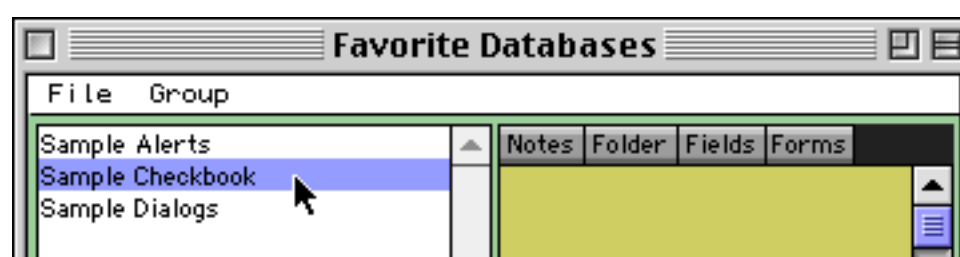 Favorite Databases
File Group
Sample Alerts
Sample Checkbook
Sample Dialogs
Notes Folder Fields Forms